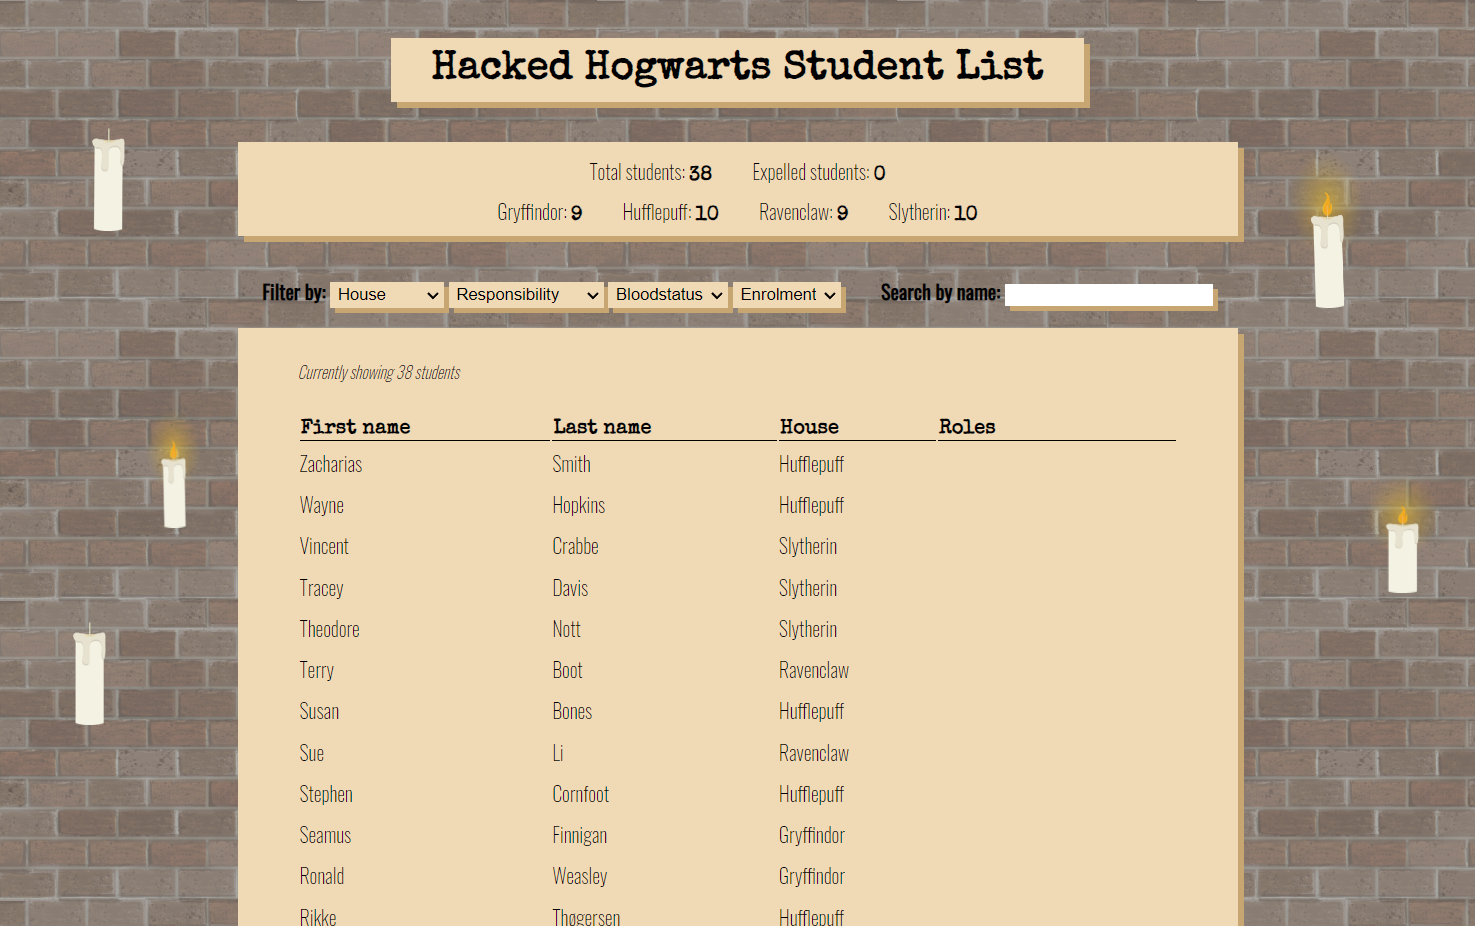 Hacked Hogwarts Student List
Total students: 38 Expelled students: 0
Gryffindor: 9 Hufflepuff: 10 Ravenclaw: 9 Slytherin: 10
Filter by: House Responsibility Bloodstatus Enrolment Search by name:
Currently showing 38 students
First name Last name House Roles
Zacharias Smith Hufflepuff
Wayne Hopkins Hufflepuff
Vincent Crabbe Slytherin
Tracey Davis Slytherin
Theodore Nott Slytherin
Terry Boot Ravenclaw
Susan Bones Hufflepuff
Sue Li Ravenclaw
Stephen Cornfoot Hufflepuff
Seamus Finnigan Gryffindor
Ronald Weasley Gryffindor
Rikke Thøgersen Hufflepuff